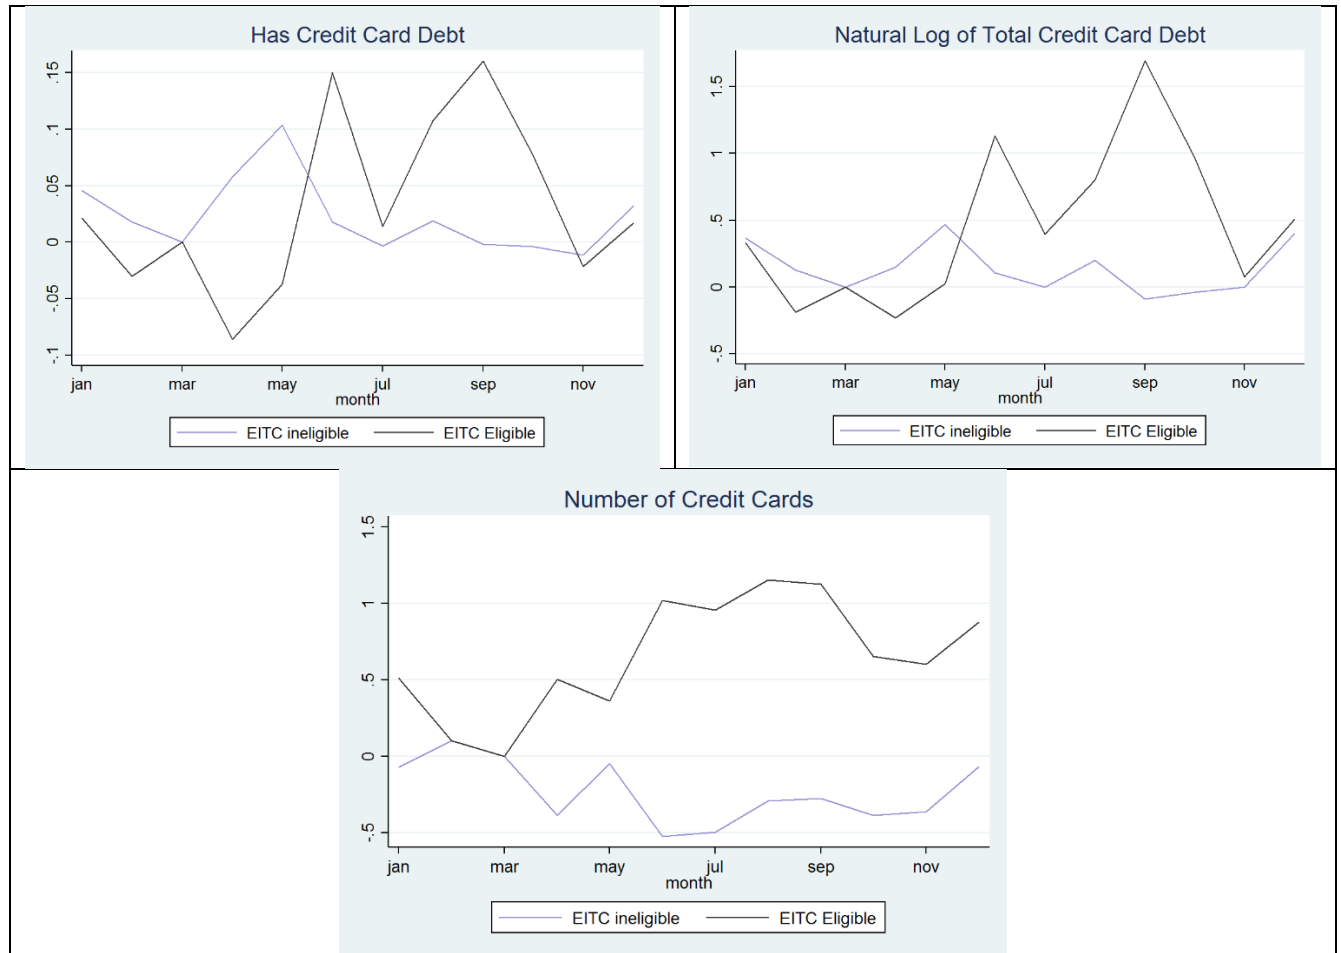 Has Credit Card Debt
.15
.1
.05
0
-.05
-.1
jan mar may jul sep nov
month
EITC ineligible EITC Eligible
Natural Log of Total Credit Card Debt
1.5
1
.5
0
-.5
jan mar may jul sep nov
month
EITC ineligible EITC Eligible
Number of Credit Cards
1.5
1
.5
0
-.5
jan mar may jul sep nov
month
EITC ineligible EITC Eligible